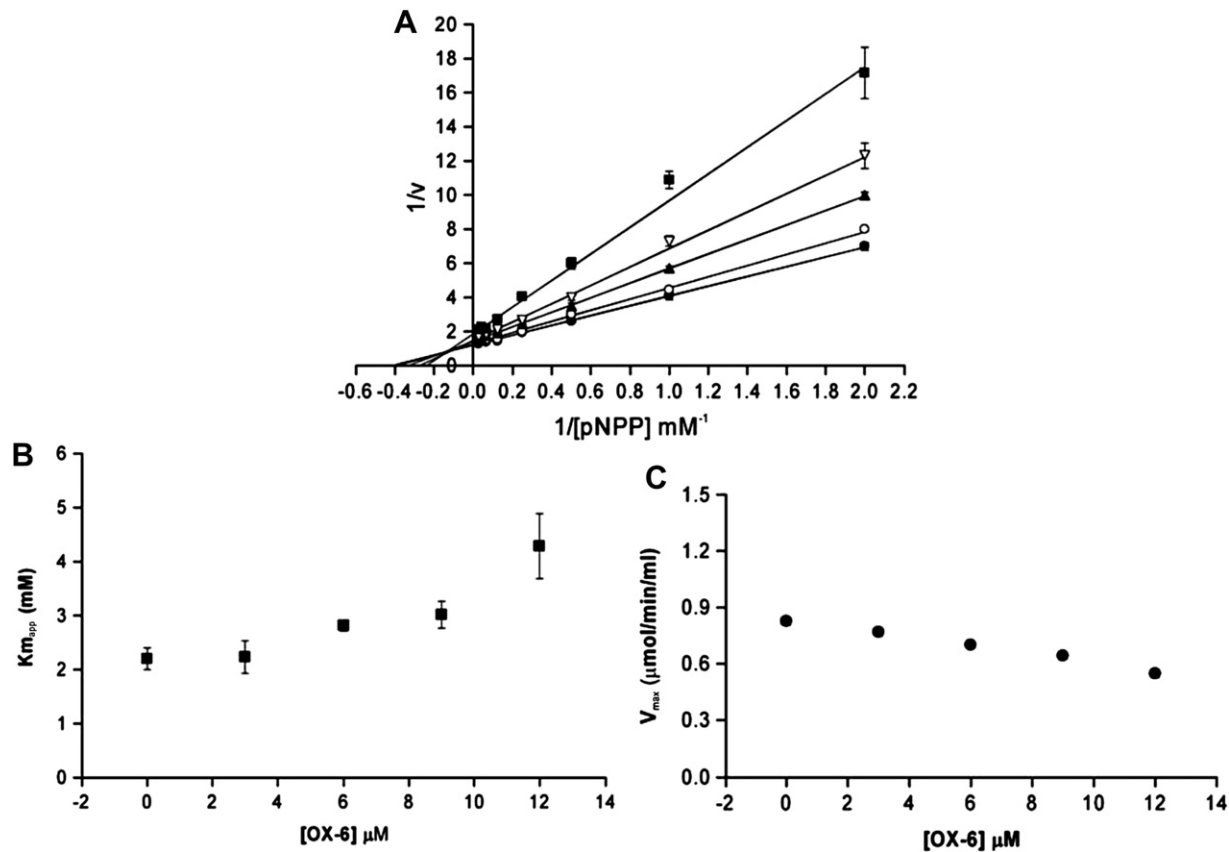 A
20
18
16
14
12
10
8
6
4
2
0
1/v
-0.6 -0.4 -0.2 0.0 0.2 0.4 0.6 0.8 1.0 1.2 1.4 1.6 1.8 2.0 2.2
1/[pNPP] mM⁻¹
B
6
5
4
3
2
1
0
Km_app (mM)
-2 0 2 4 6 8 10 12 14
[OX-6] μM
C
1.5
1.2
0.9
0.6
0.3
0.0
V_max (μmol/min/ml)
-2 0 2 4 6 8 10 12 14
[OX-6] μM